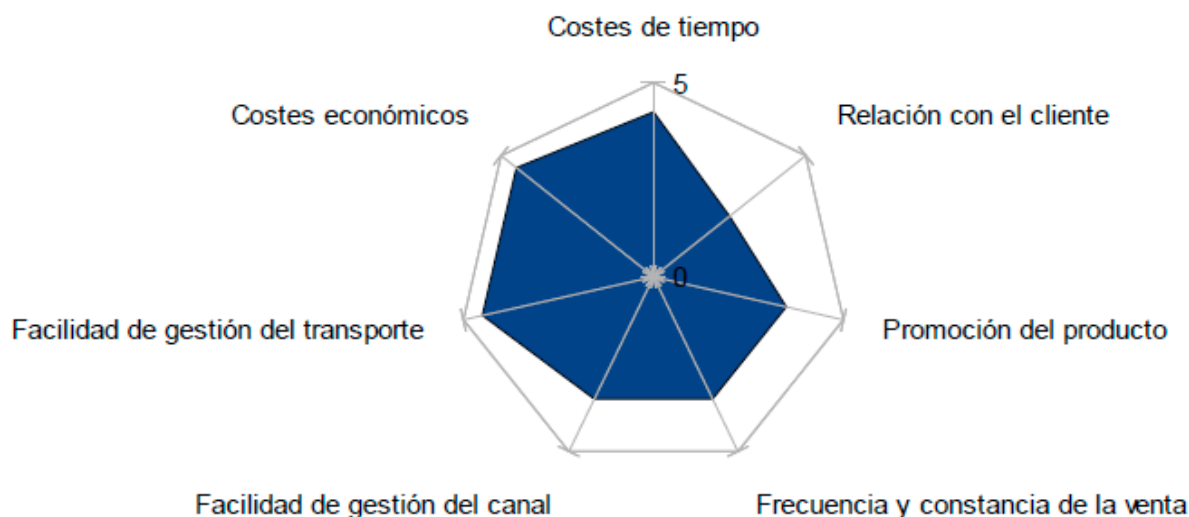 Costes de tiempo
5
Costes económicos
Relación con el cliente
0
Facilidad de gestión del transporte
Promoción del producto
Facilidad de gestión del canal
Frecuencia y constancia de la venta